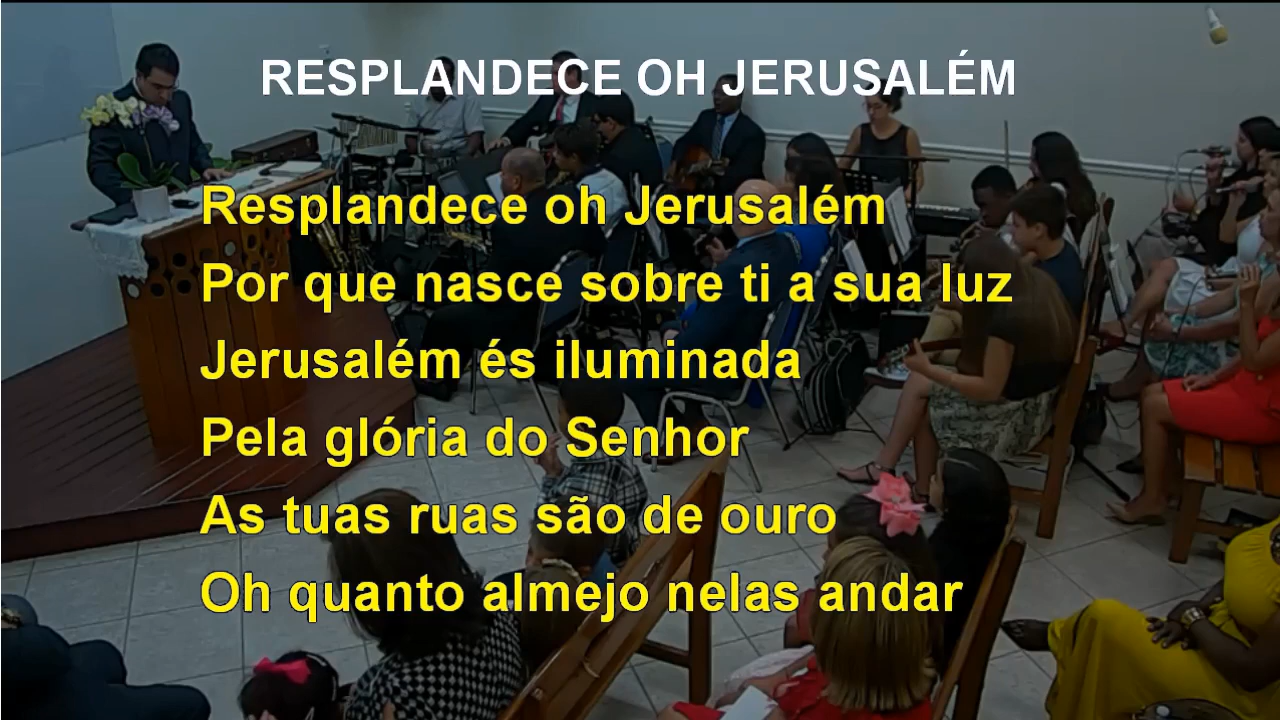 RESPLANDECE OH JERUSALÉM
Resplandece oh Jerusalém
Por que nasce sobre ti a sua luz
Jerusalém és iluminada
Pela glória do Senhor
As tuas ruas são de ouro
Oh quanto almejo nelas andar